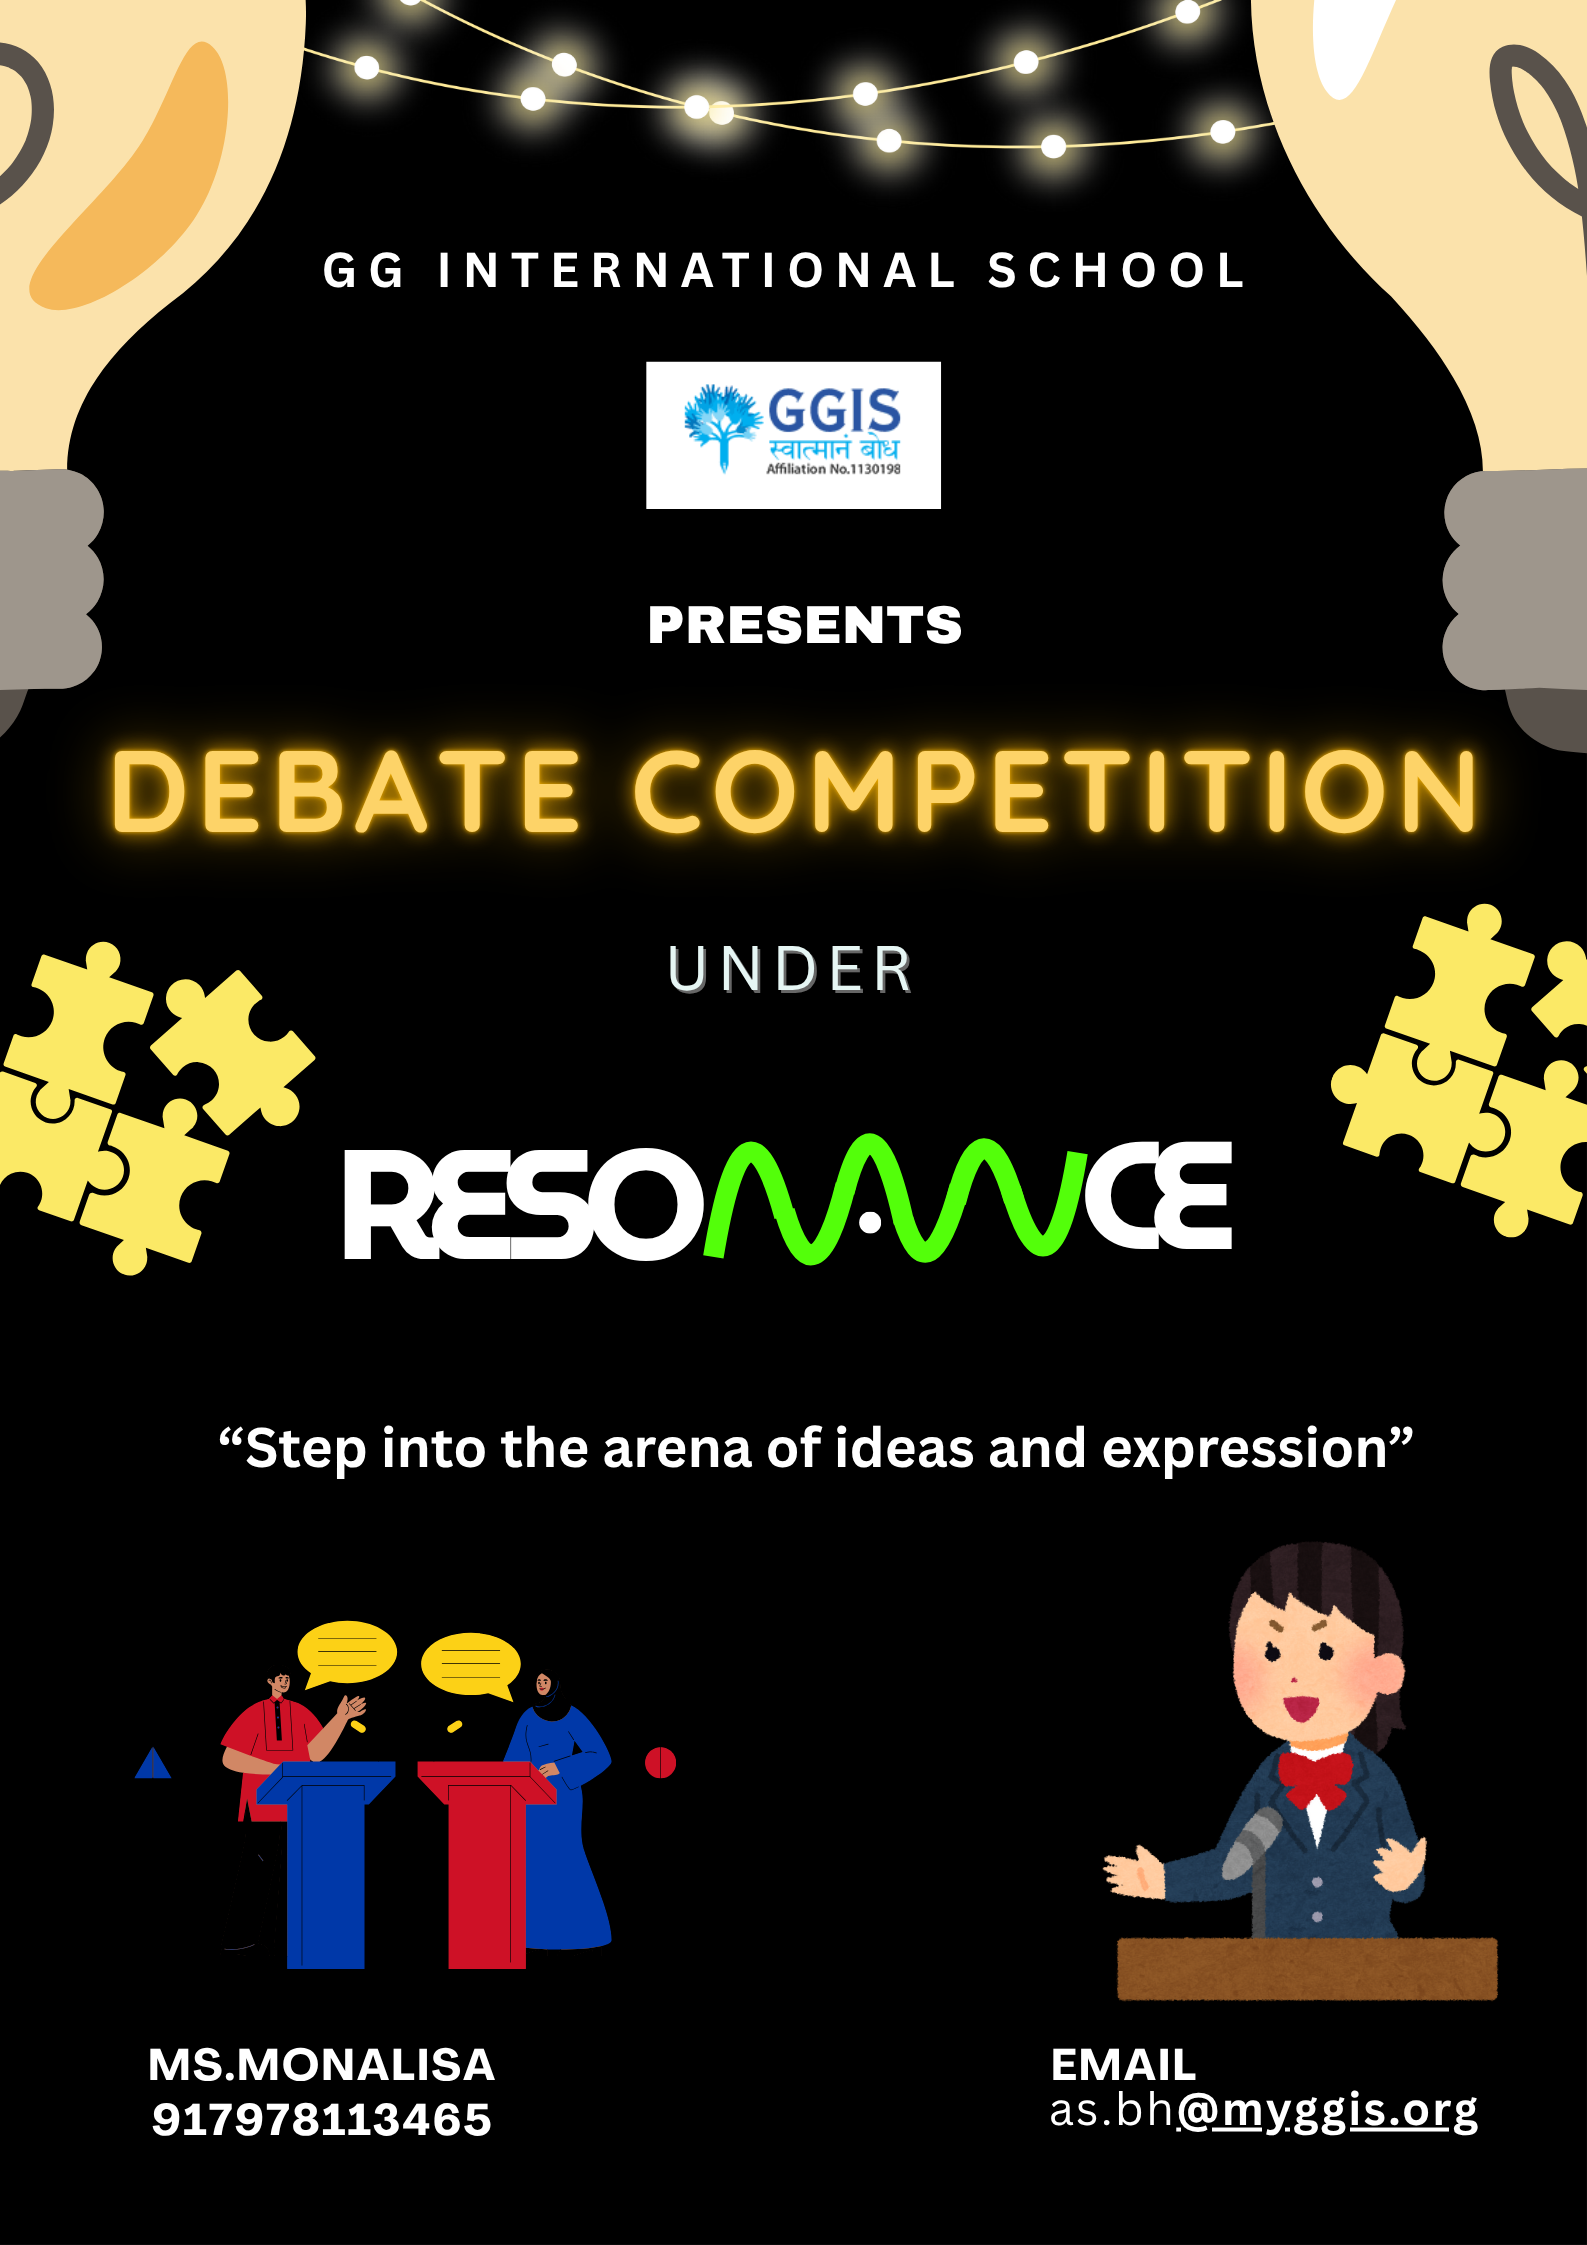 GG INTERNATIONAL SCHOOL
GGIS
स्वात्मानं बोध
Affiliation No.1130198
PRESENTS
DEBATE COMPETITION
UNDER
RESONANCE
“Step into the arena of ideas and expression”
MS.MONALISA
917978113465
EMAIL
as.bh@myggis.org